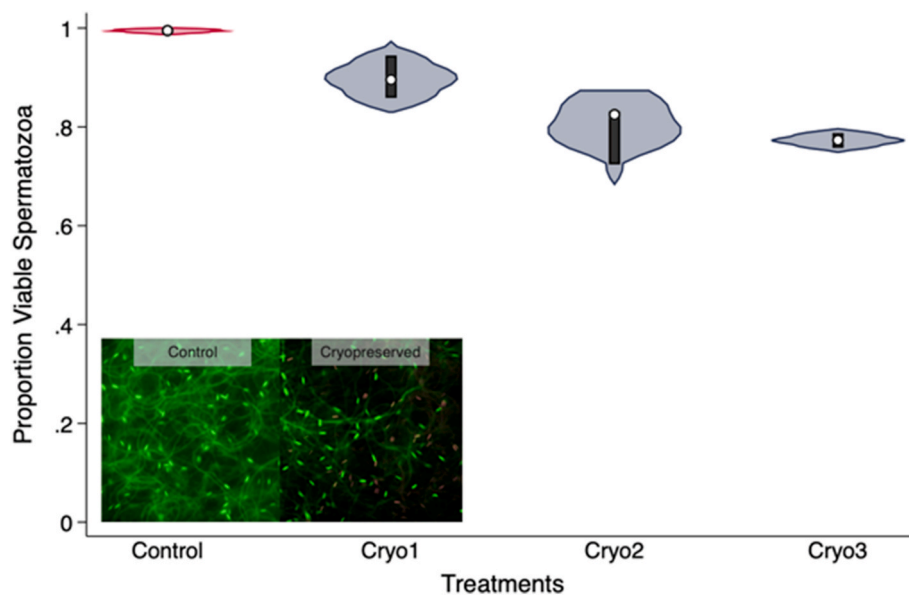 Proportion Viable Spermatozoa
1
.8
.6
.4
.2
0
Control
Cryopreserved
Control
Cryo1
Cryo2
Cryo3
Treatments